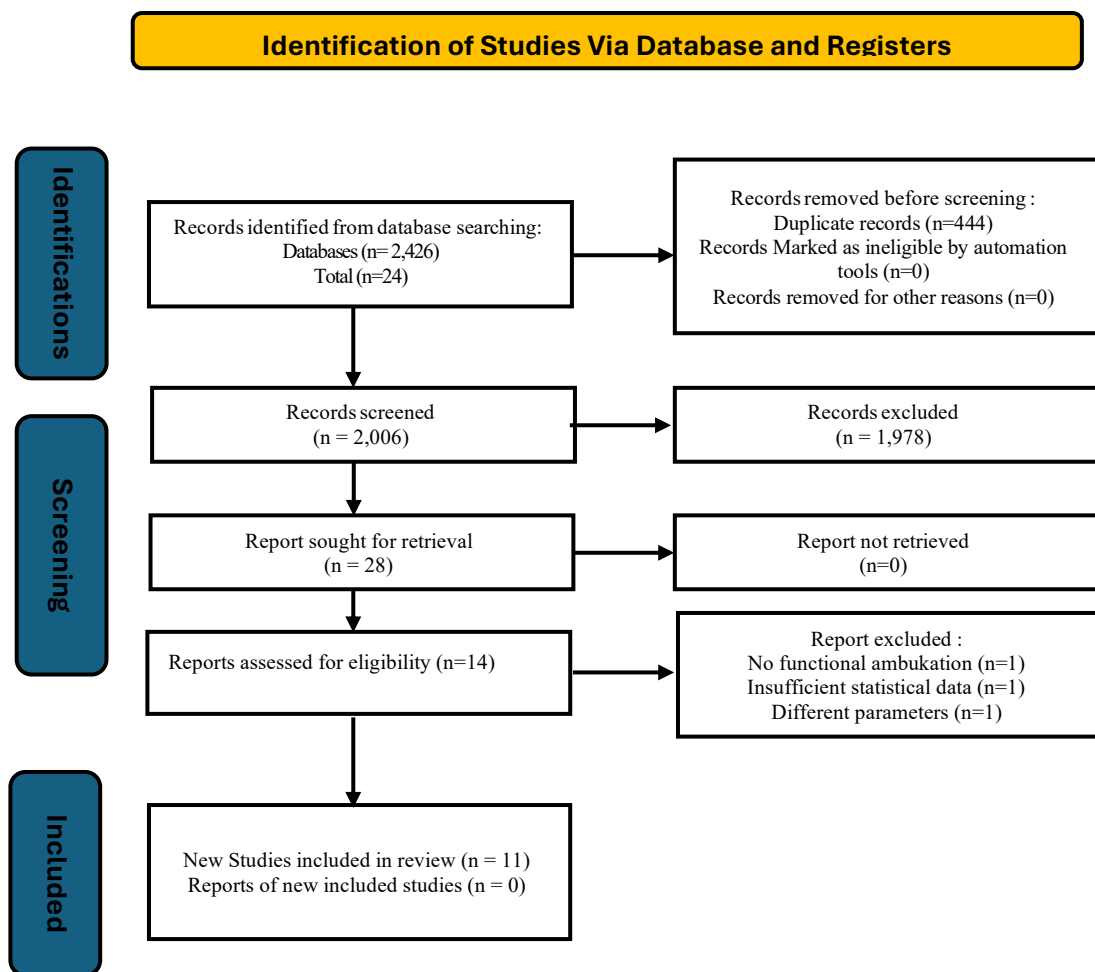 Identification of Studies Via Database and Registers
Identifications
Records identified from database searching:
Databases (n= 2,426)
Total (n=24)
Records removed before screening :
Duplicate records (n=444)
Records Marked as ineligible by automation
tools (n=0)
Records removed for other reasons (n=0)
Screening
Records screened
(n = 2,006)
Records excluded
(n = 1,978)
Report sought for retrieval
(n = 28)
Report not retrieved
(n=0)
Reports assessed for eligibility (n=14)
Report excluded :
No functional ambukation (n=1)
Insufficient statistical data (n=1)
Different parameters (n=1)
Included
New Studies included in review (n = 11)
Reports of new included studies (n = 0)